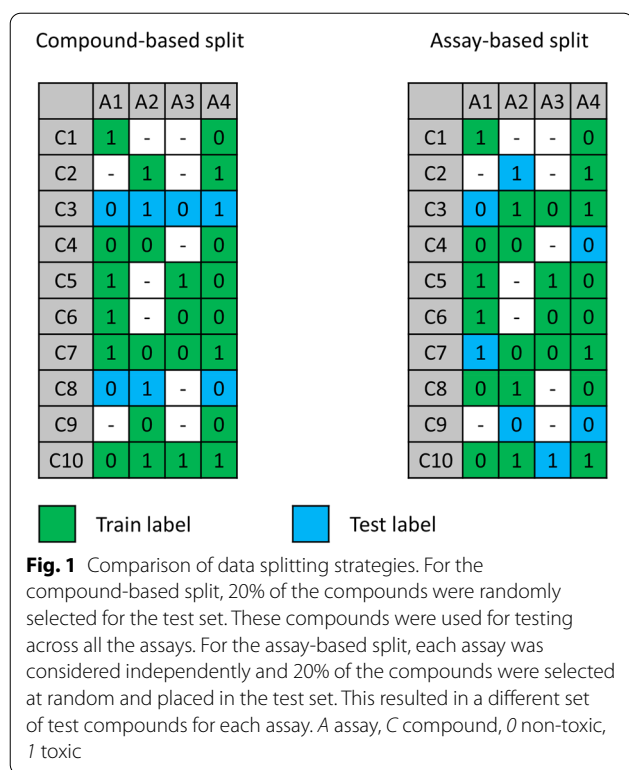 Compound-based split Assay-based split
A1 A2 A3 A4 A1 A2 A3 A4
C1 1 - - 0 C1 1 - - 0
C2 - 1 - 1 C2 - 1 - 1
C3 0 1 0 1 C3 0 1 0 1
C4 0 0 - 0 C4 0 0 - 0
C5 1 - 1 0 C5 1 - 1 0
C6 1 - 0 0 C6 1 - 0 0
C7 1 0 0 1 C7 1 0 0 1
C8 0 1 - 0 C8 0 1 - 0
C9 - 0 - 0 C9 - 0 - 0
C10 0 1 1 1 C10 0 1 1 1
Train label Test label
Fig. 1 Comparison of data splitting strategies. For the
compound-based split, 20% of the compounds were randomly
selected for the test set. These compounds were used for testing
across all the assays. For the assay-based split, each assay was
considered independently and 20% of the compounds were selected
at random and placed in the test set. This resulted in a different set
of test compounds for each assay. A assay, C compound, 0 non-toxic,
1 toxic